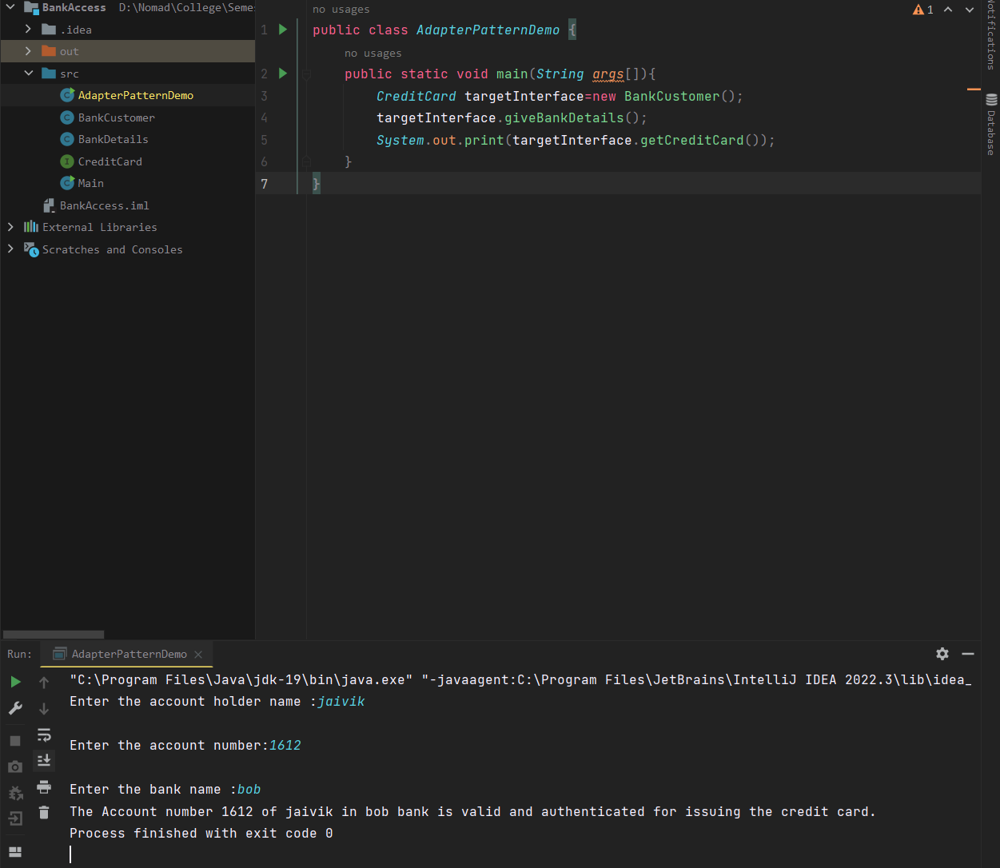 BankAccess D:\Nomad\College\Seme
.idea
out
src
AdapterPatternDemo
BankCustomer
BankDetails
CreditCard
Main
BankAccess.iml
External Libraries
Scratches and Consoles
no usages
1 public class AdapterPatternDemo {
no usages
2 public static void main(String args[]){
3 CreditCard targetInterface=new BankCustomer();
4 targetInterface.giveBankDetails();
5 System.out.print(targetInterface.getCreditCard());
6 }
7 }
1
Notifications
Database
Run: AdapterPatternDemo
"C:\Program Files\Java\jdk-19\bin\java.exe" "-javaagent:C:\Program Files\JetBrains\IntelliJ IDEA 2022.3\lib\idea_
Enter the account holder name :jaivik
Enter the account number:1612
Enter the bank name :bob
The Account number 1612 of jaivik in bob bank is valid and authenticated for issuing the credit card.
Process finished with exit code 0